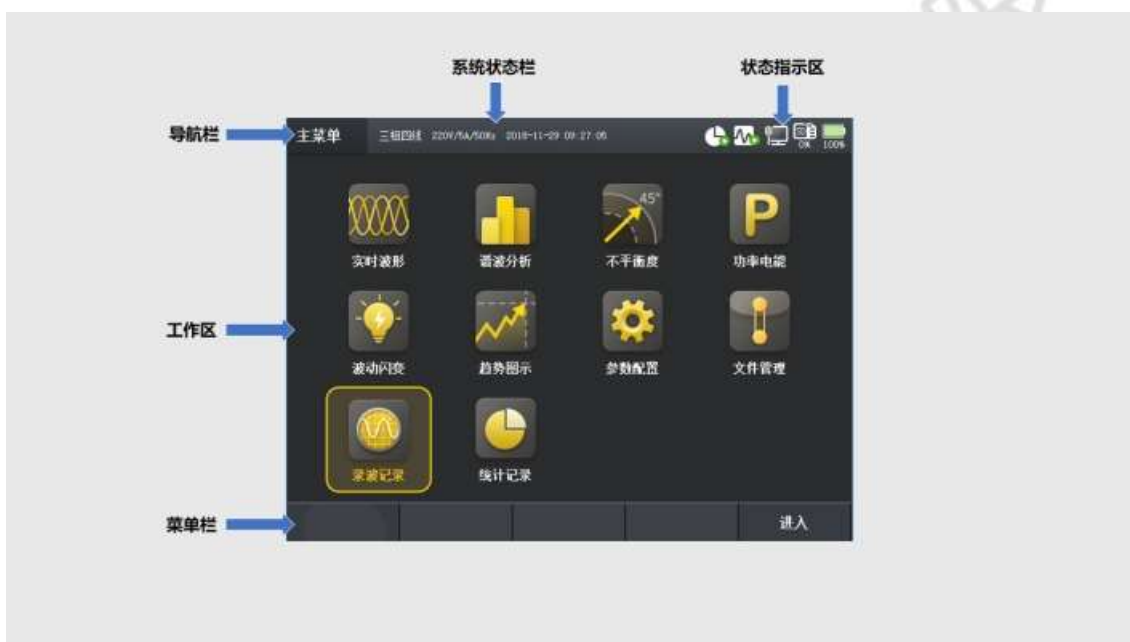 系统状态栏
状态指示区
导航栏
主菜单
三相四线 220V/5A/50Hz 2018-11-29 09:27:05
0% 100%
45°
P
实时波形
谐波分析
不平衡度
功率电能
工作区
波动闪变
趋势图示
参数配置
文件管理
录波记录
统计记录
菜单栏
进入